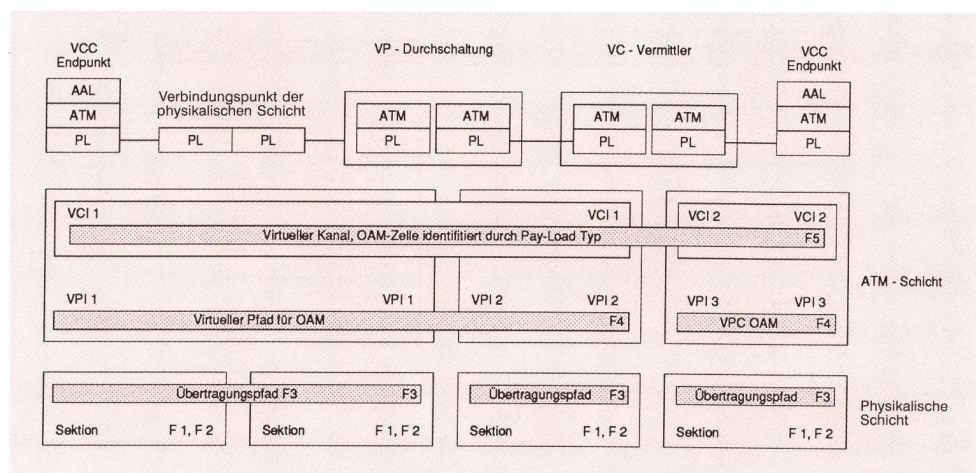 VCC
Endpunkt
VP - Durchschaltung
VC - Vermittler
VCC
Endpunkt
AAL
ATM
PL
Verbindungspunkt der
physikalischen Schicht
PL PL
ATM ATM
PL PL
ATM ATM
PL PL
AAL
ATM
PL
VCI 1 VCI 1 VCI 2 VCI 2
Virtueller Kanal, OAM-Zelle identifitiert durch Pay-Load Typ F5
ATM - Schicht
VPI 1 VPI 1 VPI 2 VPI 2 VPI 3 VPI 3
Virtueller Pfad für OAM F4 VPC OAM F4
Übertragungspfad F3 F3 Übertragungspfad F3 Übertragungspfad F3
Physikalische
Schicht
Sektion F 1, F 2 Sektion F 1, F 2 Sektion F 1, F 2 Sektion F 1, F 2